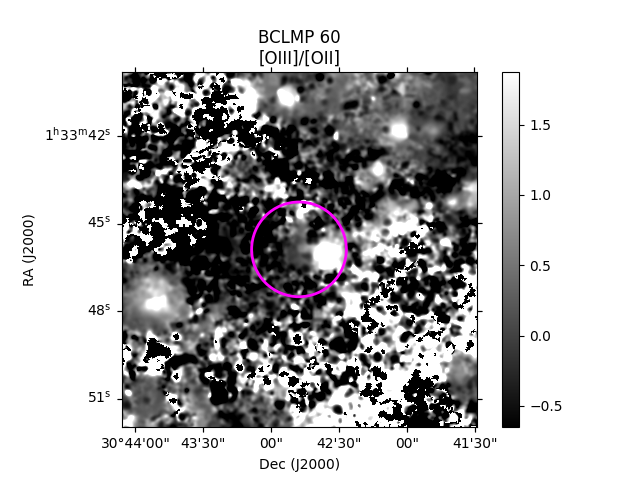 BCLMP 60
[OIII]/[OII]
1ʰ33ᵐ42ˢ
45ˢ
48ˢ
51ˢ
RA (J2000)
30°44'00" 43'30" 00" 42'30" 00" 41'30"
Dec (J2000)
1.5
1.0
0.5
0.0
−0.5